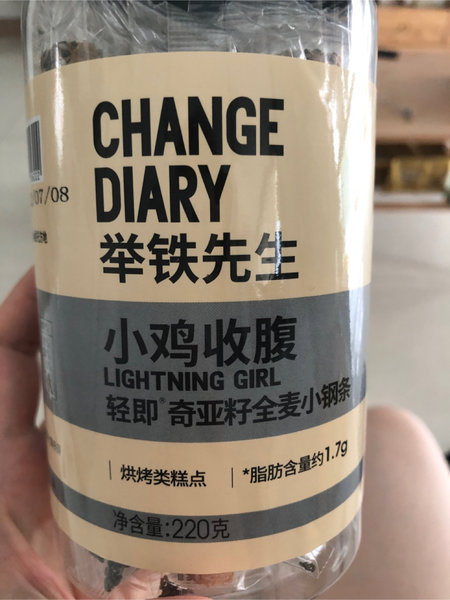 CHANGE
DIARY
举铁先生
/07/08
小鸡收腹
LIGHTNING GIRL
轻即® 奇亚籽全麦小钢条
烘烤类糕点
*脂肪含量约1.7g
净含量:220克